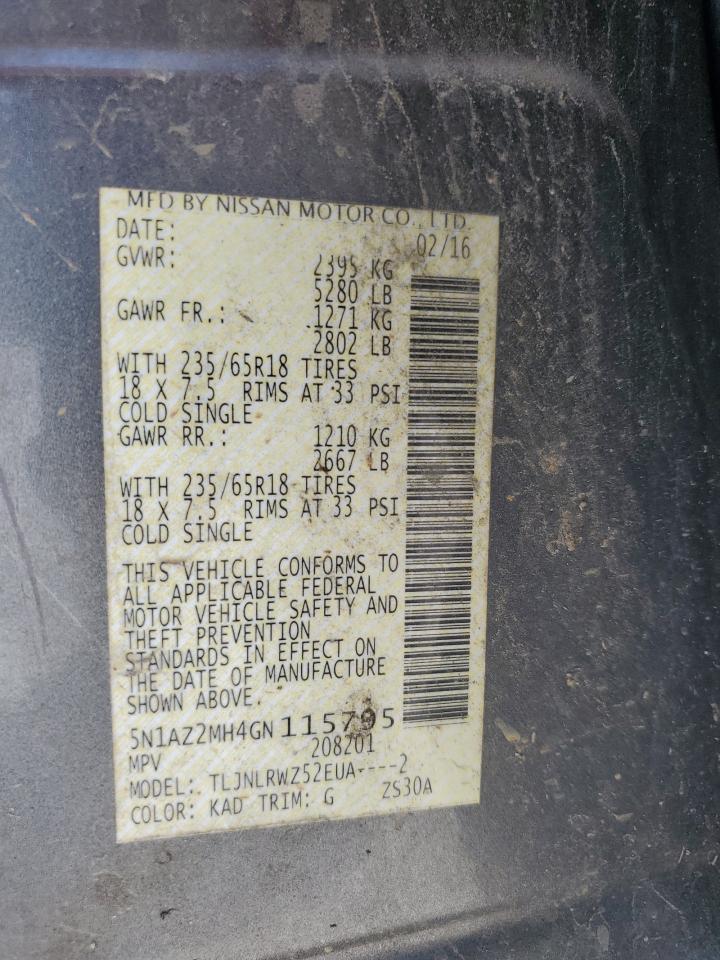 MFD BY NISSAN MOTOR CO., LTD.
DATE: 02/16
GVWR: 2395 KG
5280 LB
GAWR FR.: 1271 KG
2802 LB
WITH 235/65R18 TIRES
18 X 7.5 RIMS AT 33 PSI
COLD SINGLE
GAWR RR.: 1210 KG
2667 LB
WITH 235/65R18 TIRES
18 X 7.5 RIMS AT 33 PSI
COLD SINGLE
THIS VEHICLE CONFORMS TO
ALL APPLICABLE FEDERAL
MOTOR VEHICLE SAFETY AND
THEFT PREVENTION
STANDARDS IN EFFECT ON
THE DATE OF MANUFACTURE
SHOWN ABOVE.
5N1AZ2MH4GN115795
MPV 208201
MODEL: TLJNLRWZ52EUA----2
COLOR: KAD TRIM: G ZS30A